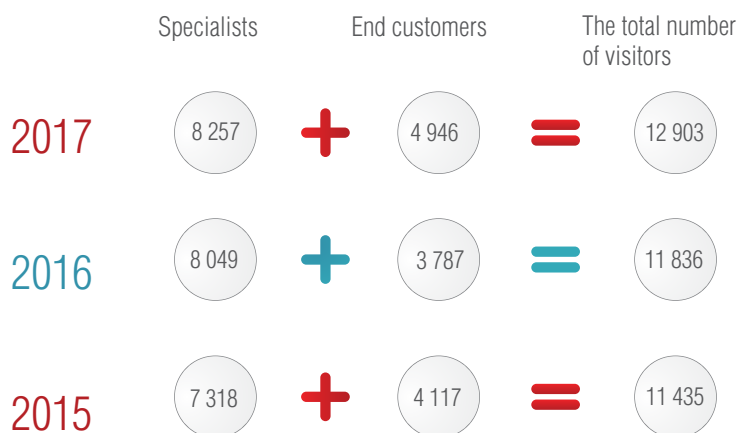 Specialists End customers The total number
of visitors
2017 8 257 + 4 946 = 12 903
2016 8 049 + 3 787 = 11 836
2015 7 318 + 4 117 = 11 435